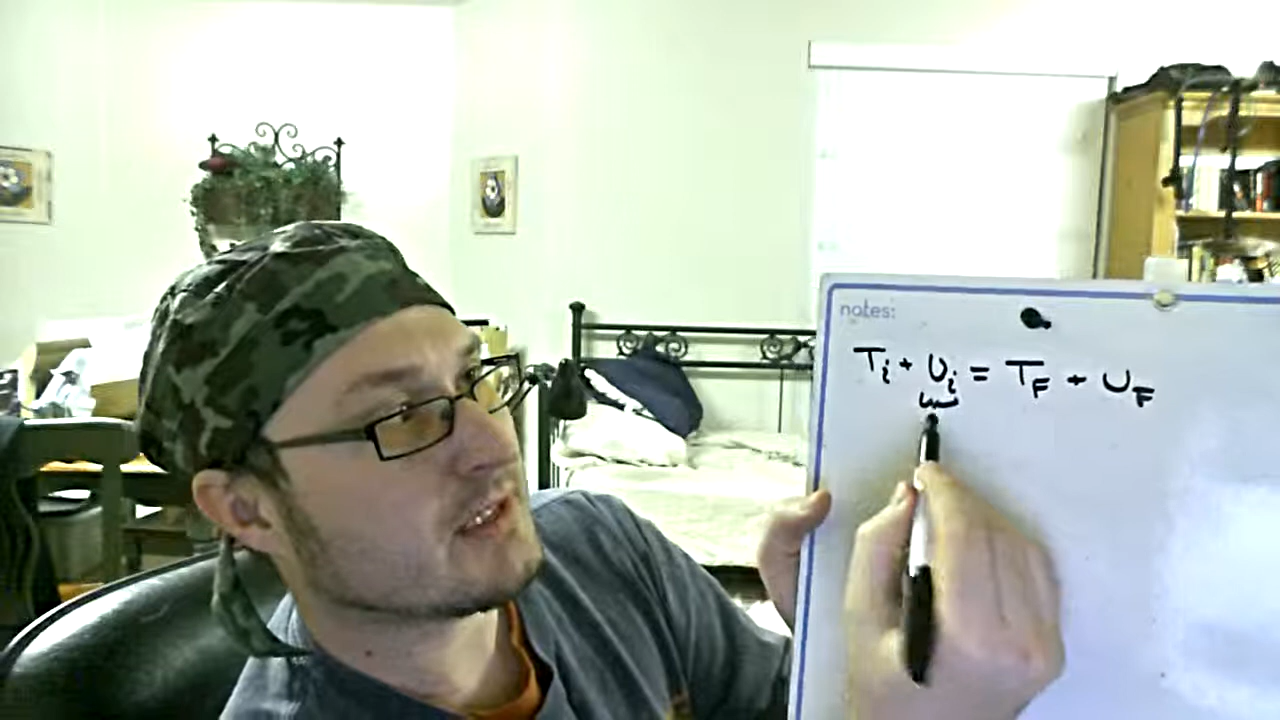 notes:
Ti + Ui = TF + UF